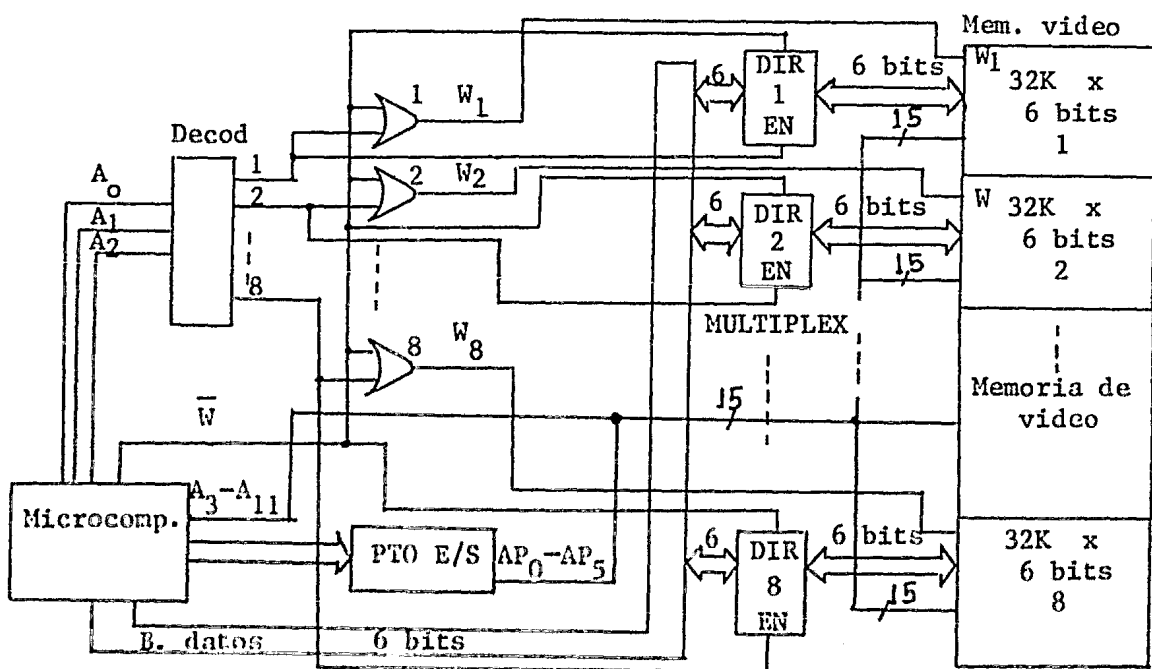 Mem. video
W1
32K x
6 bits
1
DIR
1
EN
6
6 bits
15
1
W1
Decod
1
2
8
A0
A1
A2
2
W2
W
32K x
6 bits
2
DIR
2
EN
6
6 bits
15
MULTIPLEX
8
W8
15
Memoria de
video
W̅
A3-A11
Microcomp.
PTO E/S
AP0-AP5
6
DIR
8
EN
6 bits
15
32K x
6 bits
8
B. datos
6 bits